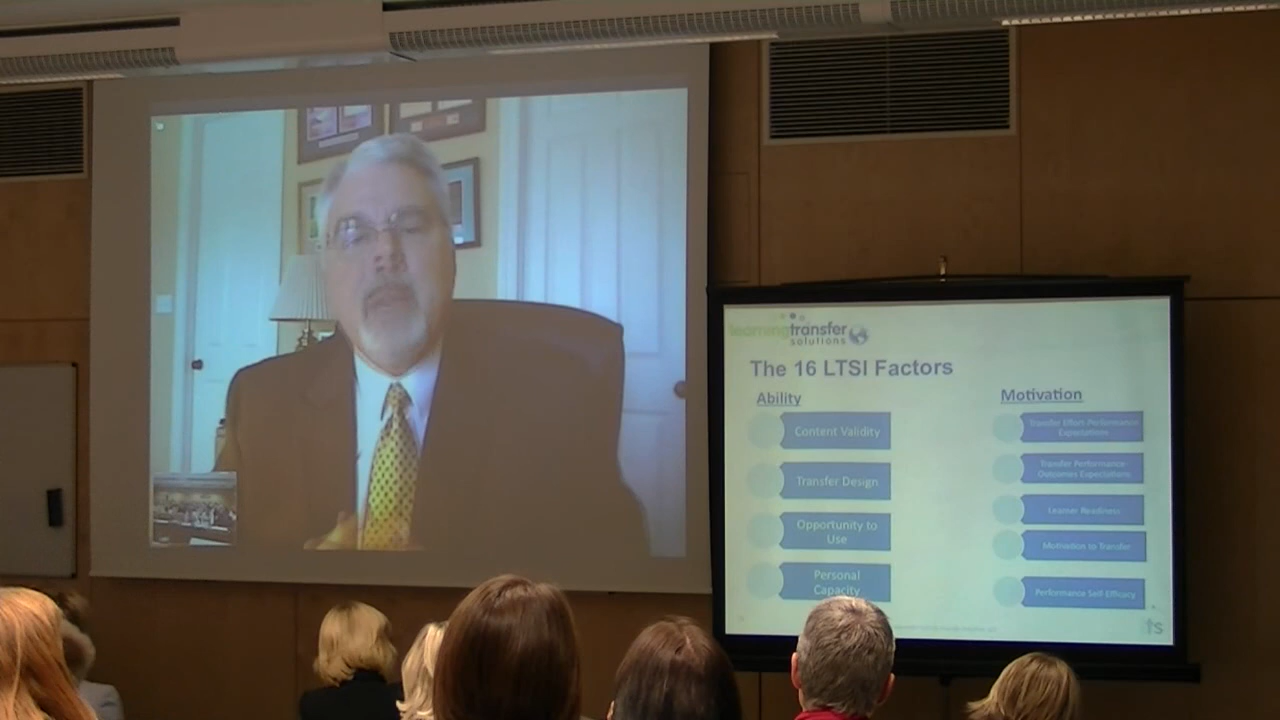 learningtransfer
solutions
The 16 LTSI Factors
Ability
Content Validity
Transfer Design
Opportunity to
Use
Personal
Capacity
Motivation
Transfer Effort-Performance
Expectations
Transfer Performance-
Outcomes Expectations
Learner Readiness
Motivation to Transfer
Performance Self-Efficacy
ts